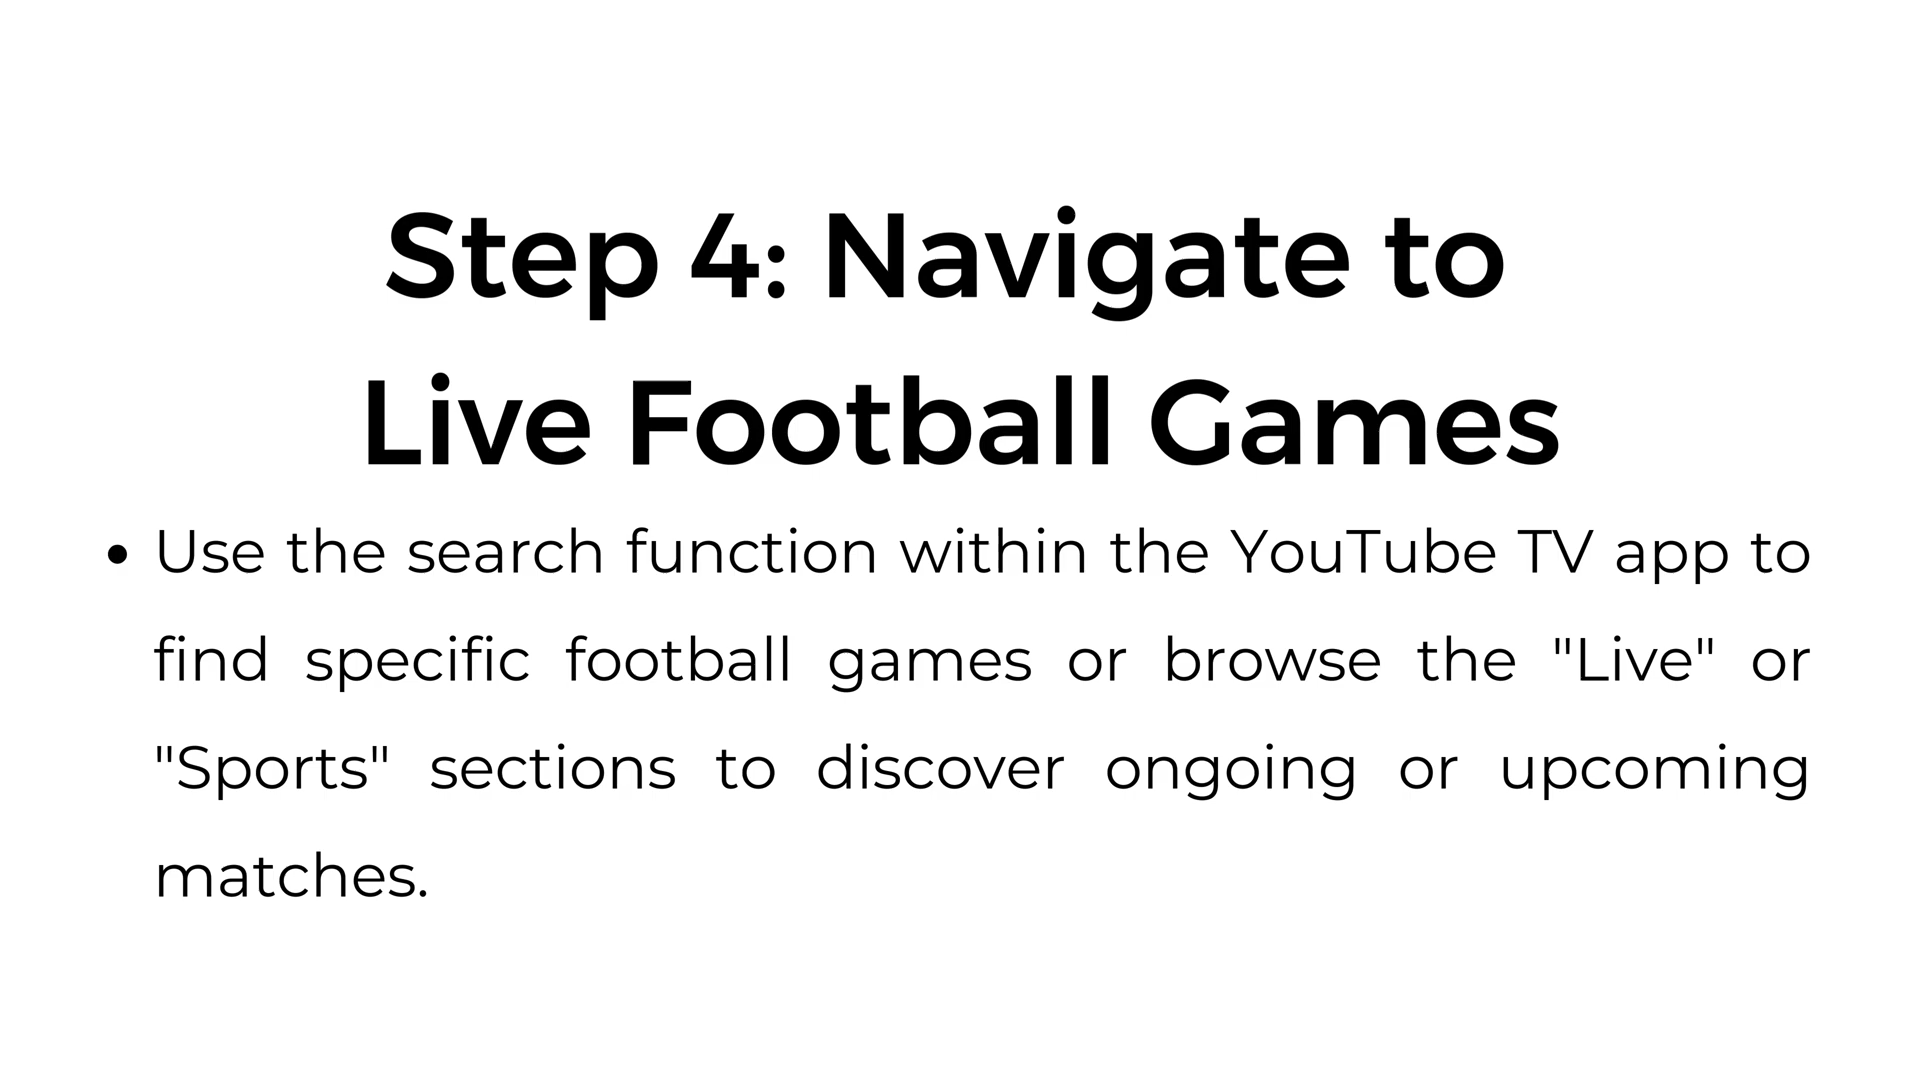 Step 4: Navigate to
Live Football Games
• Use the search function within the YouTube TV app to
find specific football games or browse the "Live" or
"Sports" sections to discover ongoing or upcoming
matches.